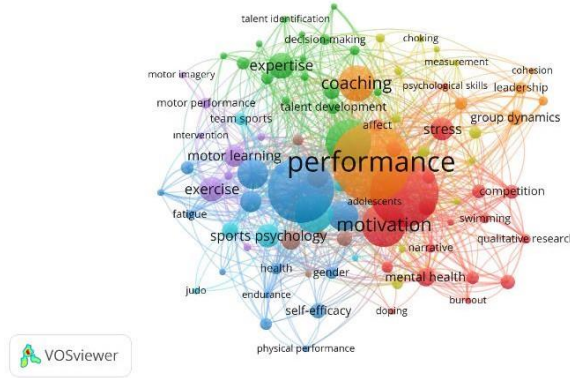 talent identification
decision-making
choking
expertise
measurement
cohesion
motor imagery
coaching
psychological skills
leadership
motor performance
talent development
group dynamics
team sports
affect
stress
intervention
motor learning
performance
exercise
adolescents
competition
fatigue
motivation
swimming
sports psychology
narrative
qualitative research
health
gender
mental health
judo
endurance
burnout
self-efficacy
doping
physical performance
VOSviewer